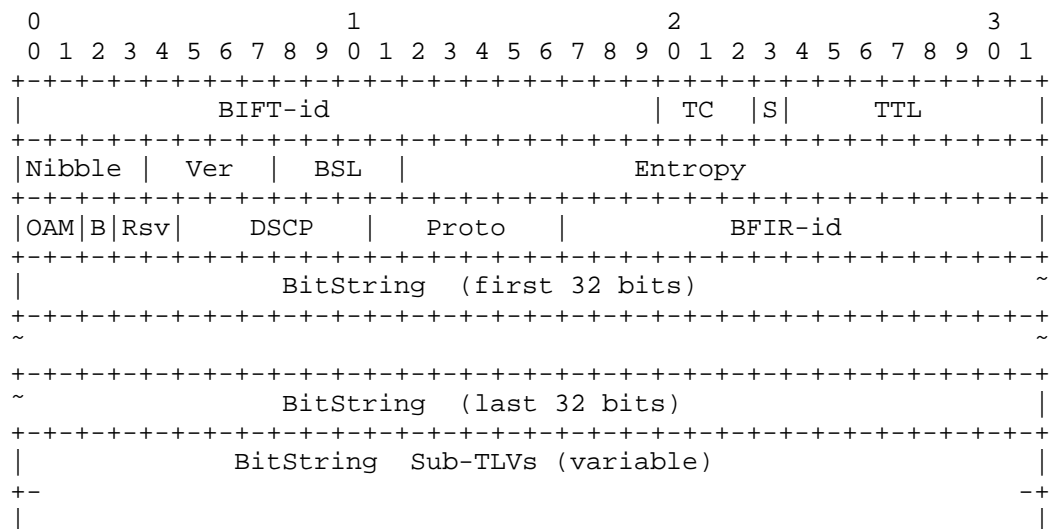 0                   1                   2                   3
 0 1 2 3 4 5 6 7 8 9 0 1 2 3 4 5 6 7 8 9 0 1 2 3 4 5 6 7 8 9 0 1
+-+-+-+-+-+-+-+-+-+-+-+-+-+-+-+-+-+-+-+-+-+-+-+-+-+-+-+-+-+-+-+-+
|            BIFT-id                    | TC  |S|     TTL       |
+-+-+-+-+-+-+-+-+-+-+-+-+-+-+-+-+-+-+-+-+-+-+-+-+-+-+-+-+-+-+-+-+
|Nibble |  Ver  |  BSL  |              Entropy                  |
+-+-+-+-+-+-+-+-+-+-+-+-+-+-+-+-+-+-+-+-+-+-+-+-+-+-+-+-+-+-+-+-+
|OAM|B|Rsv|    DSCP   |   Proto   |          BFIR-id            |
+-+-+-+-+-+-+-+-+-+-+-+-+-+-+-+-+-+-+-+-+-+-+-+-+-+-+-+-+-+-+-+-+
|                BitString  (first 32 bits)                     ~
+-+-+-+-+-+-+-+-+-+-+-+-+-+-+-+-+-+-+-+-+-+-+-+-+-+-+-+-+-+-+-+-+
~                                                               ~
+-+-+-+-+-+-+-+-+-+-+-+-+-+-+-+-+-+-+-+-+-+-+-+-+-+-+-+-+-+-+-+-+
~                BitString  (last 32 bits)                      |
+-+-+-+-+-+-+-+-+-+-+-+-+-+-+-+-+-+-+-+-+-+-+-+-+-+-+-+-+-+-+-+-+
|             BitString  Sub-TLVs (variable)                    |
+-                                                             -+
|                                                               |